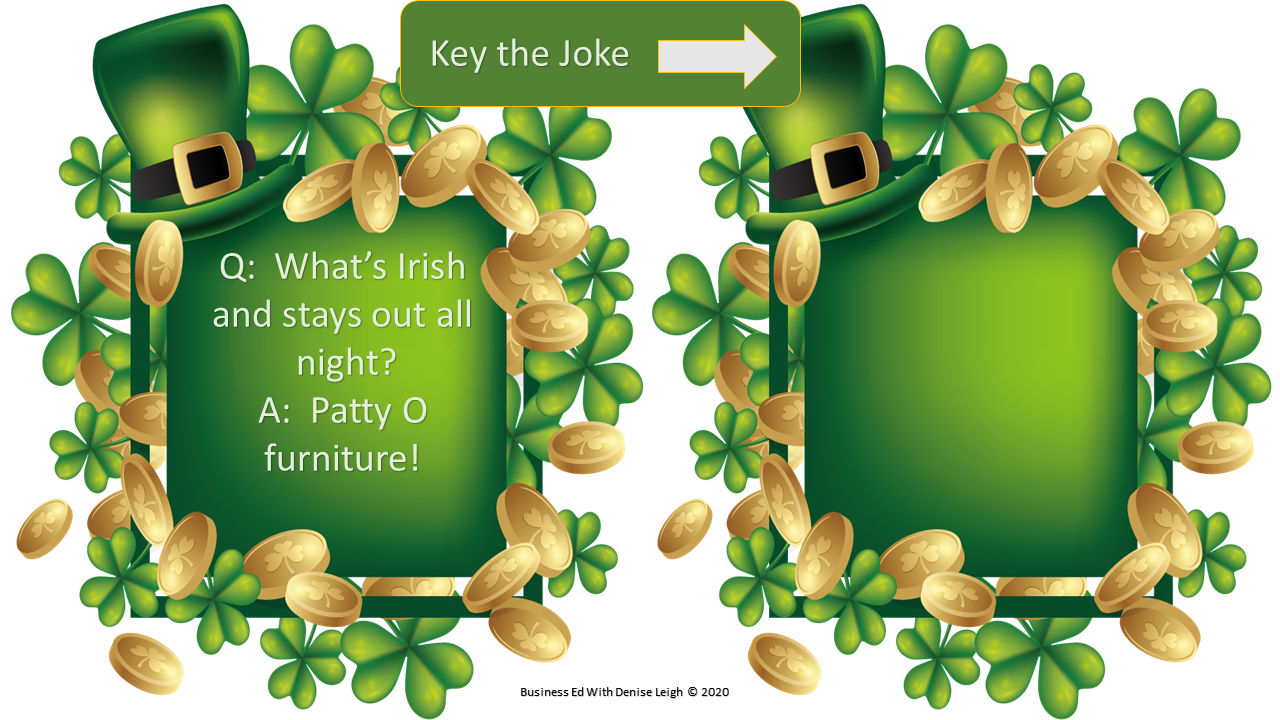 Key the Joke
Q:  What’s Irish
and stays out all
night?
A:  Patty O
furniture!
Business Ed With Denise Leigh © 2020